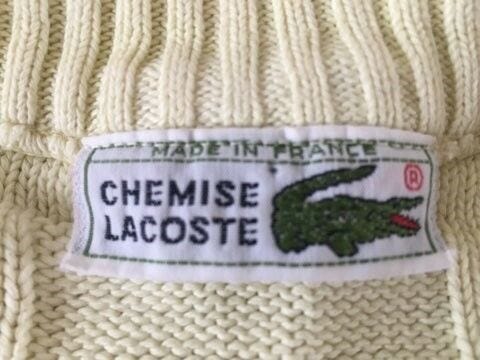 MADE IN FRANCE
CHEMISE
LACOSTE
®